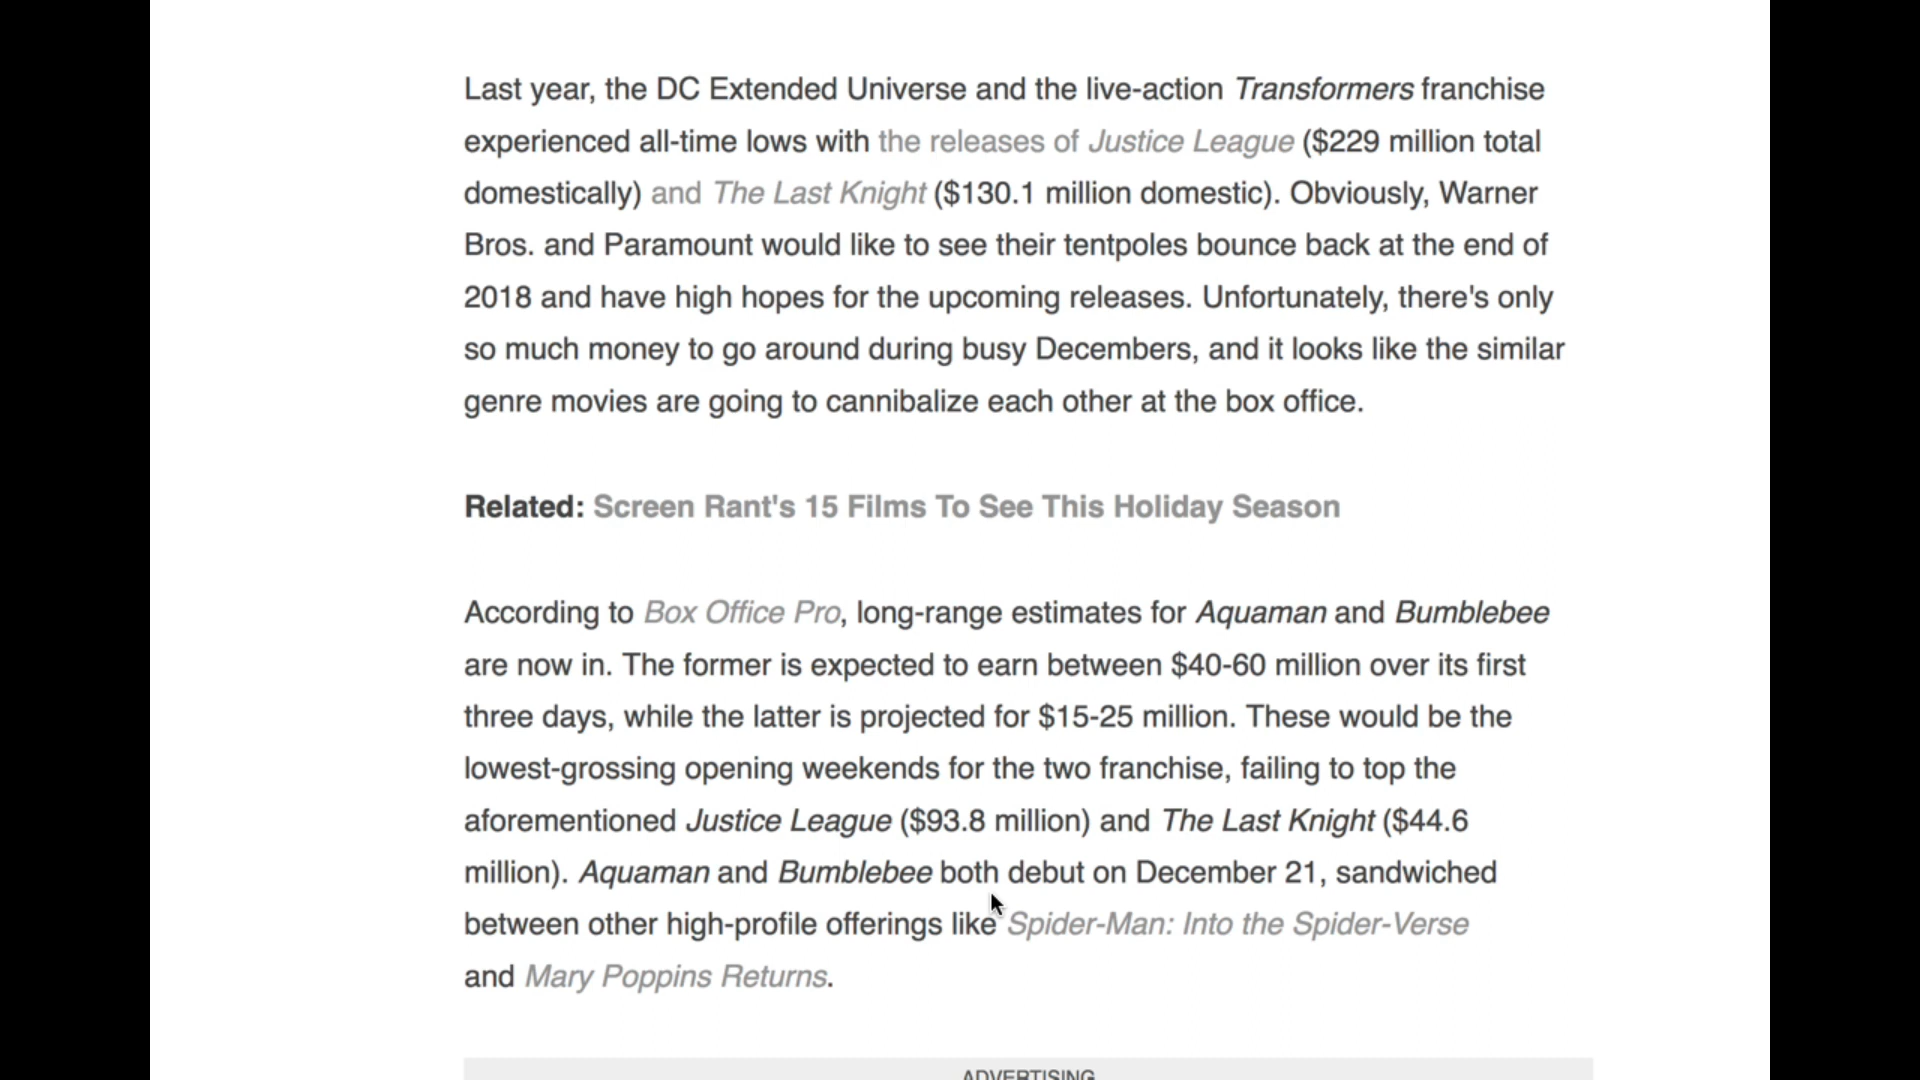 Last year, the DC Extended Universe and the live-action Transformers franchise
experienced all-time lows with the releases of Justice League ($229 million total
domestically) and The Last Knight ($130.1 million domestic). Obviously, Warner
Bros. and Paramount would like to see their tentpoles bounce back at the end of
2018 and have high hopes for the upcoming releases. Unfortunately, there's only
so much money to go around during busy Decembers, and it looks like the similar
genre movies are going to cannibalize each other at the box office.
Related: Screen Rant's 15 Films To See This Holiday Season
According to Box Office Pro, long-range estimates for Aquaman and Bumblebee
are now in. The former is expected to earn between $40-60 million over its first
three days, while the latter is projected for $15-25 million. These would be the
lowest-grossing opening weekends for the two franchise, failing to top the
aforementioned Justice League ($93.8 million) and The Last Knight ($44.6
million). Aquaman and Bumblebee both debut on December 21, sandwiched
between other high-profile offerings like Spider-Man: Into the Spider-Verse
and Mary Poppins Returns.
ADVERTISING